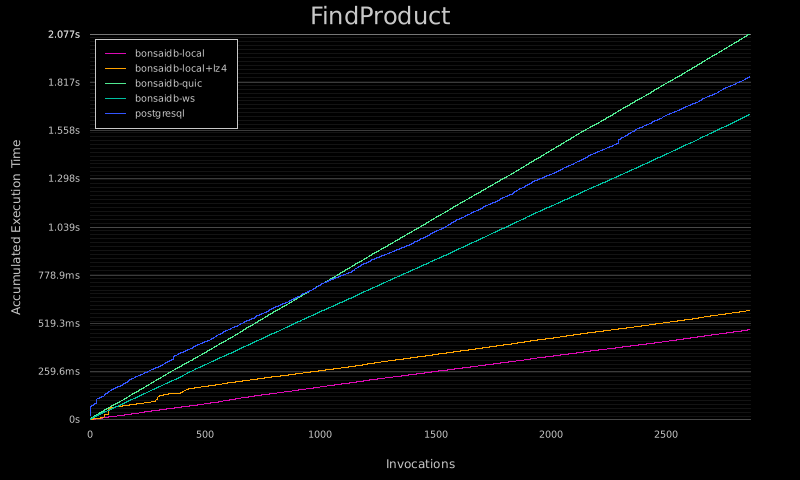 FindProduct
2.077s
bonsaidb-local
bonsaidb-local+lz4
bonsaidb-quic
bonsaidb-ws
postgresql
1.817s
1.558s
1.298s
1.039s
778.9ms
519.3ms
259.6ms
0s
Accumulated Execution Time
0 500 1000 1500 2000 2500
Invocations